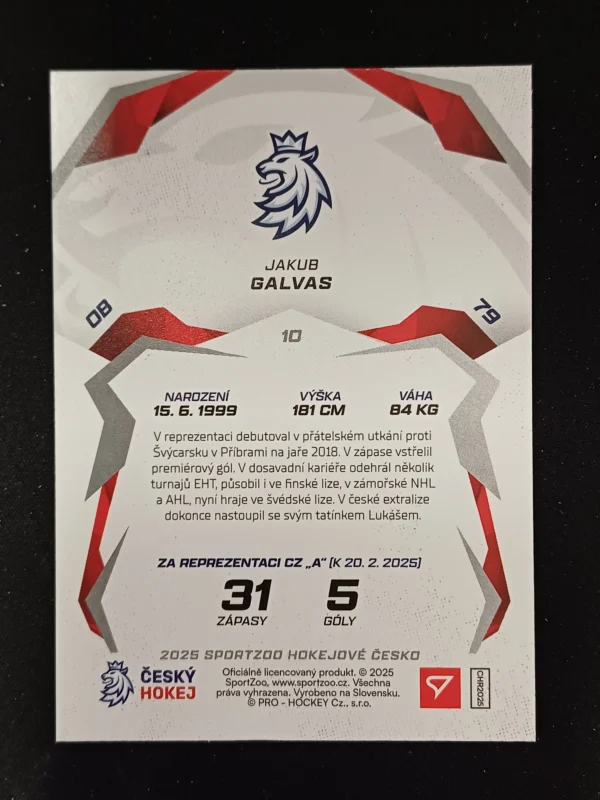 JAKUB
GALVAS
OB
79
10
NAROZENÍ VÝŠKA VÁHA
15. 6. 1999 181 CM 84 KG
V reprezentaci debutoval v přátelském utkání proti
Švýcarsku v Příbrami na jaře 2018. V zápase vstřelil
premiérový gól. V dosavadní kariéře odehrál několik
turnajů EHT, působil i ve finské lize, v zámořské NHL
a AHL, nyní hraje ve švédské lize. V české extralize
dokonce nastoupil se svým tatínkem Lukášem.
ZA REPREZENTACI CZ „A" (K 20. 2. 2025)
31 5
ZÁPASY GÓLY
2025 SPORTZOO HOKEJOVÉ ČESKO
ČESKÝ
HOKEJ
Oficiálně licencovaný produkt. © 2025
SportZoo, www.sportzoo.cz. Všechna
práva vyhrazena. Vyrobeno na Slovensku.
© PRO - HOCKEY Cz., s.r.o.
CHR2025